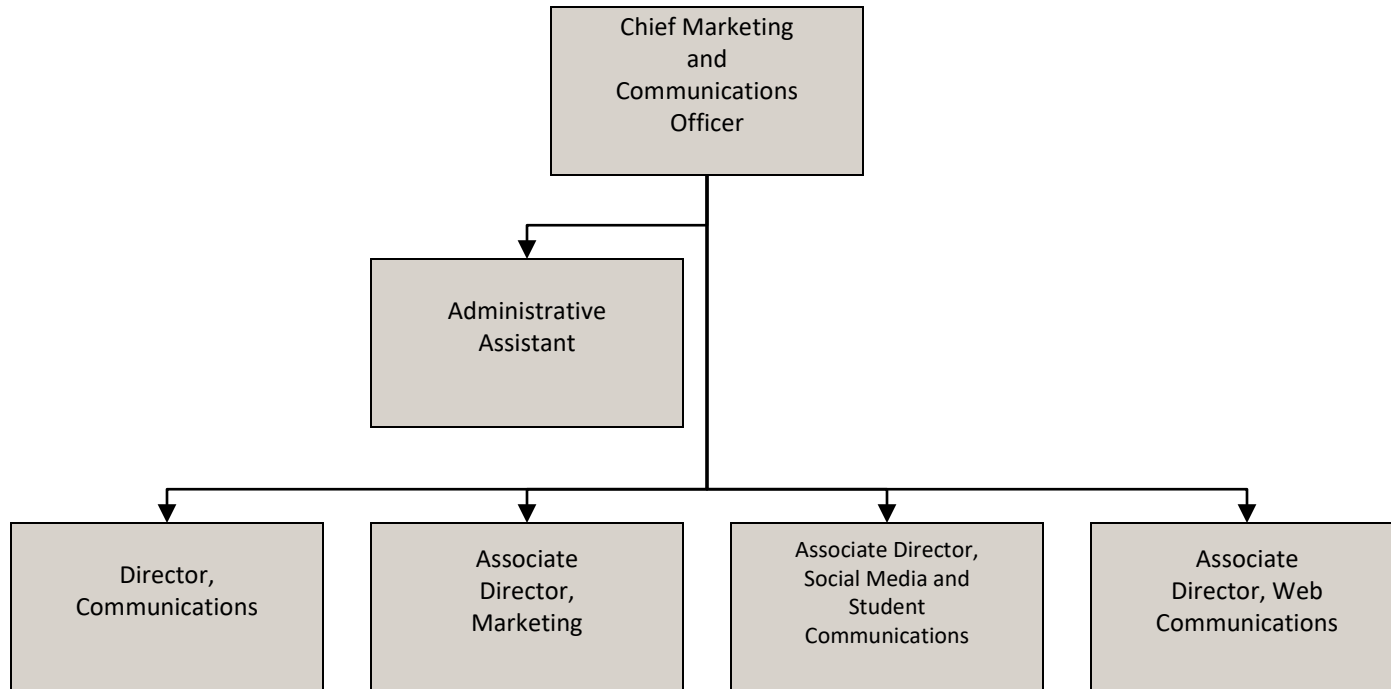 Chief Marketing
and
Communications
Officer
Administrative
Assistant
Director,
Communications
Associate
Director,
Marketing
Associate Director,
Social Media and
Student
Communications
Associate
Director, Web
Communications